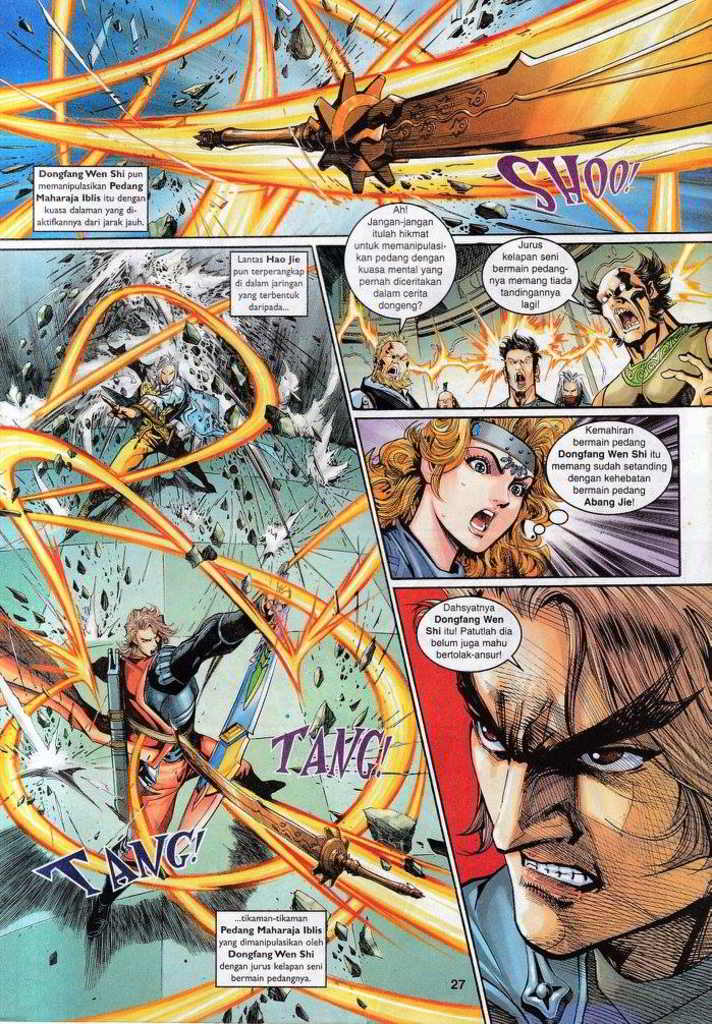 Dongfang Wen Shi pun
memanipulasikan Pedang
Maharaja Iblis itu dengan
kuasa dalaman yang di-
aktifkannya dari jarak jauh.
SHOO!
Ah!
Jangan-jangan
itulah hikmat
untuk memanipulasi-
kan pedang dengan
kuasa mental yang
pernah diceritakan
dalam cerita
dongeng?
Jurus
kelapan seni
bermain pedang-
nya memang tiada
tandingannya
lagi!
Lantas Hao Jie
pun terperangkap
di dalam jaringan
yang terbentuk
daripada...
Kemahiran
bermain pedang
Dongfang Wen Shi itu
memang sudah setanding
dengan kehebatan
bermain pedang
Abang Jie!
Dahsyatnya
Dongfang Wen
Shi itu! Patutlah dia
belum juga mahu
bertolak-ansur!
TANG!
TANG!
...tikaman-tikaman
Pedang Maharaja Iblis
yang dimanipulasikan oleh
Dongfang Wen Shi
dengan jurus kelapan seni
bermain pedangnya.
27